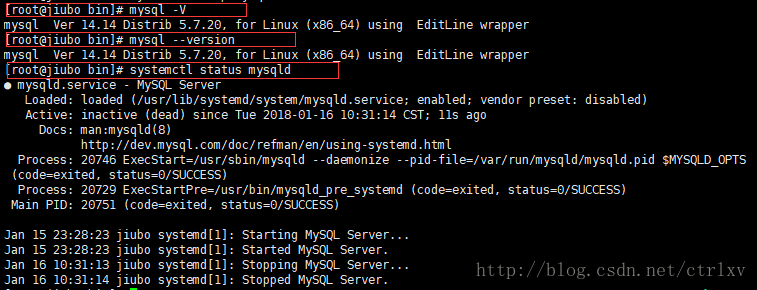 [root@jiubo bin]# mysql -V
mysql  Ver 14.14 Distrib 5.7.20, for Linux (x86_64) using  EditLine wrapper
[root@jiubo bin]# mysql --version
mysql  Ver 14.14 Distrib 5.7.20, for Linux (x86_64) using  EditLine wrapper
[root@jiubo bin]# systemctl status mysqld
● mysqld.service - MySQL Server
   Loaded: loaded (/usr/lib/systemd/system/mysqld.service; enabled; vendor preset: disabled)
   Active: inactive (dead) since Tue 2018-01-16 10:31:14 CST; 11s ago
     Docs: man:mysqld(8)
           http://dev.mysql.com/doc/refman/en/using-systemd.html
  Process: 20746 ExecStart=/usr/sbin/mysqld --daemonize --pid-file=/var/run/mysqld/mysqld.pid $MYSQLD_OPTS
 (code=exited, status=0/SUCCESS)
  Process: 20729 ExecStartPre=/usr/bin/mysqld_pre_systemd (code=exited, status=0/SUCCESS)
 Main PID: 20751 (code=exited, status=0/SUCCESS)
Jan 15 23:28:23 jiubo systemd[1]: Starting MySQL Server...
Jan 15 23:28:23 jiubo systemd[1]: Started MySQL Server.
Jan 16 10:31:13 jiubo systemd[1]: Stopping MySQL Server...
Jan 16 10:31:14 jiubo systemd[1]: Stopped MySQL Server.
http://blog.csdn.net/ctrlxv